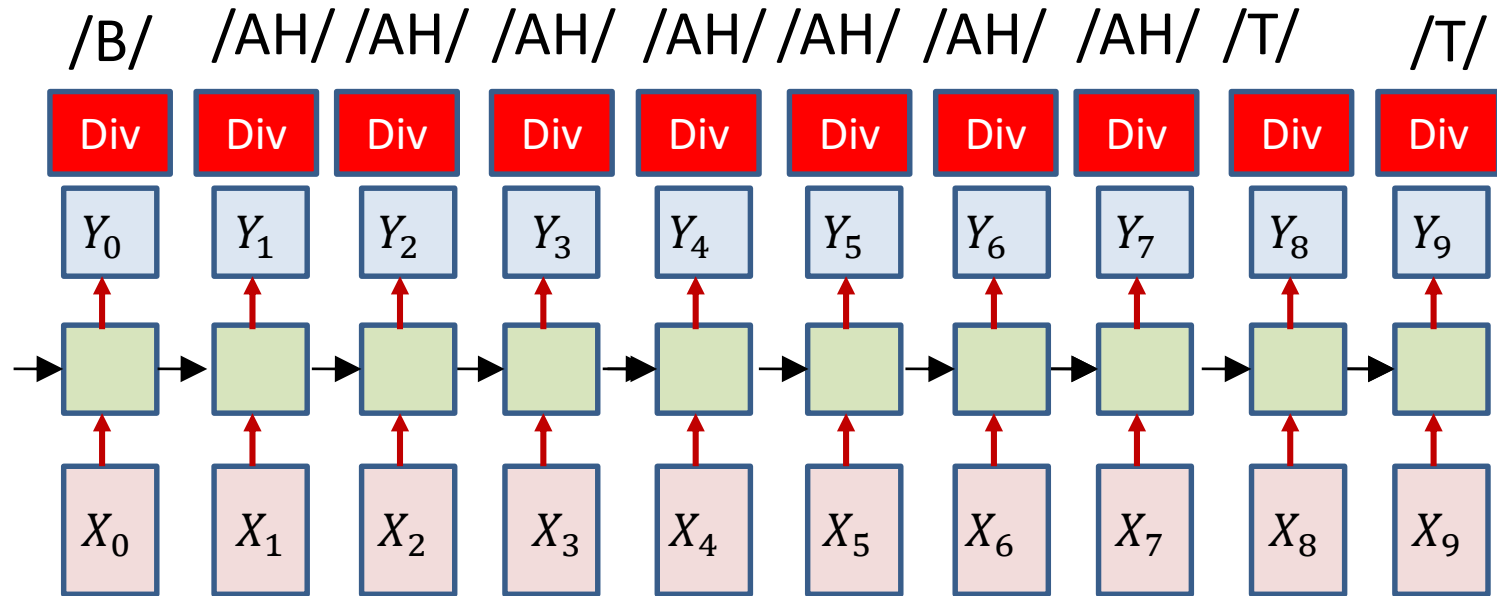 /B/ /AH/ /AH/ /AH/ /AH/ /AH/ /AH/ /AH/ /T/ /T/
Div Div Div Div Div Div Div Div Div Div
Y₀ Y₁ Y₂ Y₃ Y₄ Y₅ Y₆ Y₇ Y₈ Y₉
X₀ X₁ X₂ X₃ X₄ X₅ X₆ X₇ X₈ X₉